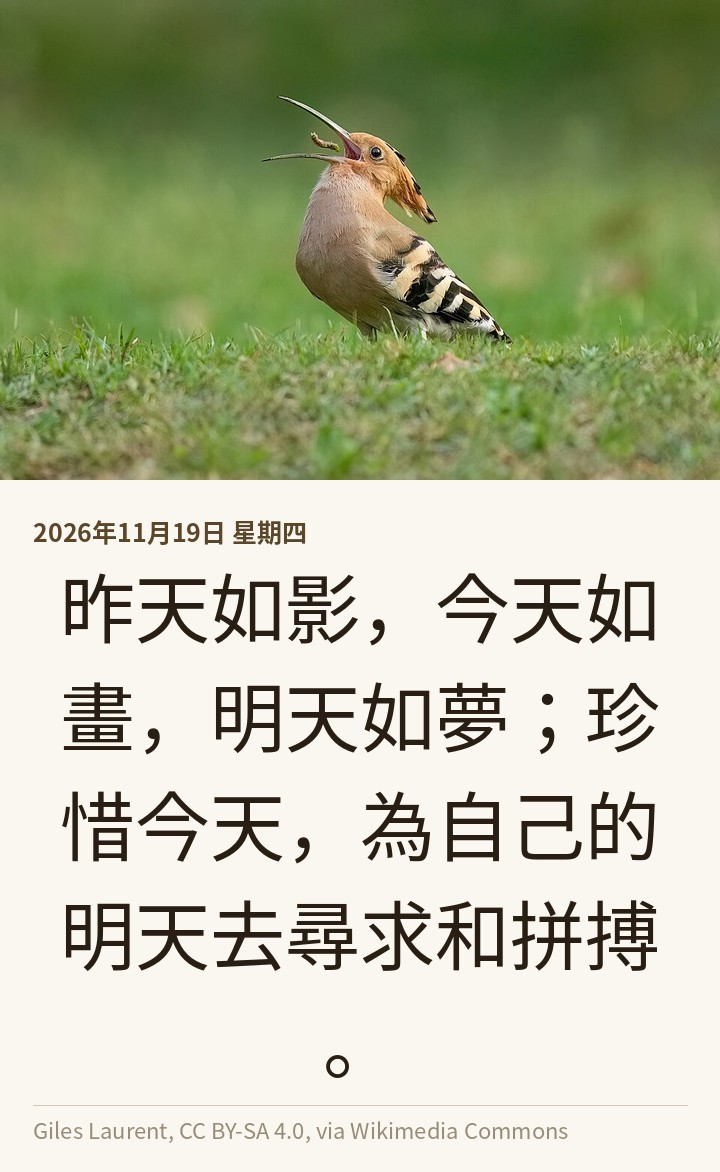 2026年11月19日 星期四
昨天如影，今天如
畫，明天如夢；珍
惜今天，為自己的
明天去尋求和拼搏
。
Giles Laurent, CC BY-SA 4.0, via Wikimedia Commons